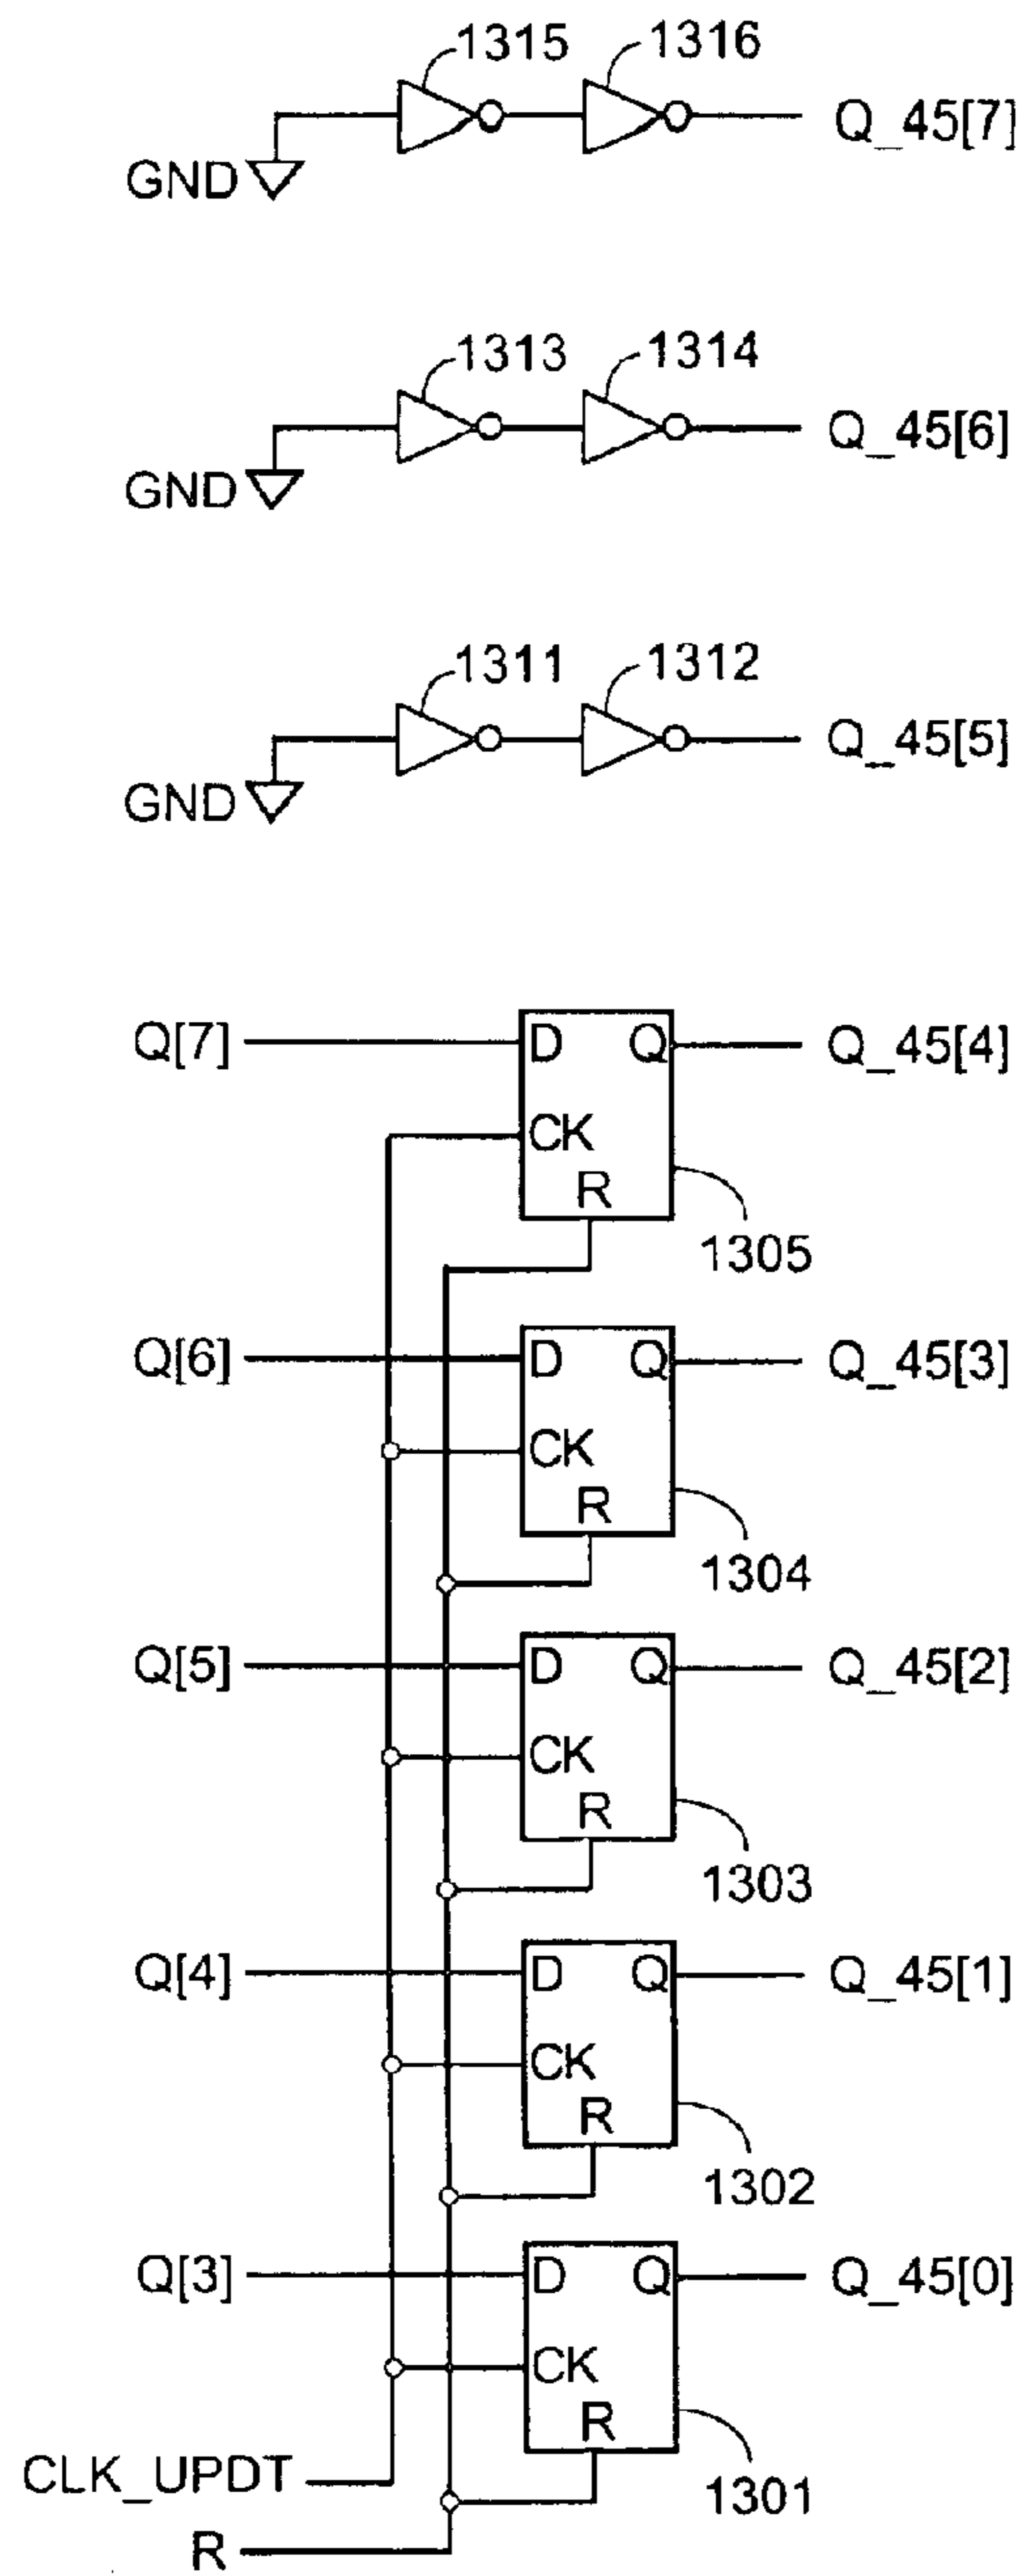 1315 1316
Q_45[7]
GND
1313 1314
Q_45[6]
GND
1311 1312
Q_45[5]
GND
Q[7] D Q Q_45[4]
CK
R
1305
Q[6] D Q Q_45[3]
CK
R
1304
Q[5] D Q Q_45[2]
CK
R
1303
Q[4] D Q Q_45[1]
CK
R
1302
Q[3] D Q Q_45[0]
CK
R
CLK_UPDT
1301
R